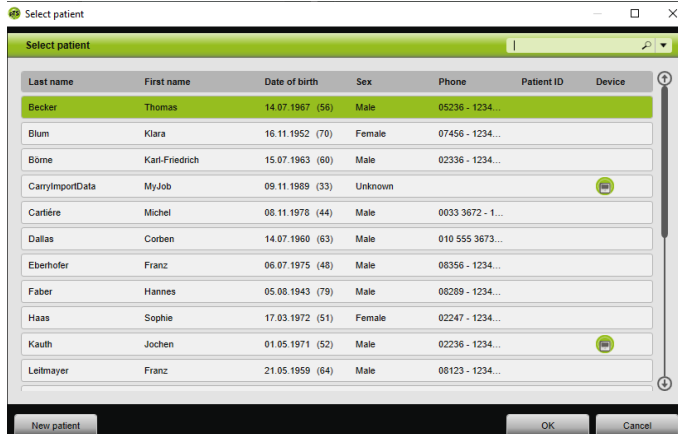 Select patient
Select patient
Last name First name Date of birth Sex Phone Patient ID Device
Becker Thomas 14.07.1967 (56) Male 05236 - 1234...
Blum Klara 16.11.1952 (70) Female 07456 - 1234...
Börne Karl-Friedrich 15.07.1963 (60) Male 02336 - 1234...
CarryImportData MyJob 09.11.1989 (33) Unknown
Cartiére Michel 08.11.1978 (44) Male 0033 3672 - 1...
Dallas Corben 14.07.1960 (63) Male 010 555 3673...
Eberhofer Franz 06.07.1975 (48) Male 08356 - 1234...
Faber Hannes 05.08.1943 (79) Male 08289 - 1234...
Haas Sophie 17.03.1972 (51) Female 02247 - 1234...
Kauth Jochen 01.05.1971 (52) Male 02236 - 1234...
Leitmayer Franz 21.05.1959 (64) Male 08123 - 1234...
New patient OK Cancel